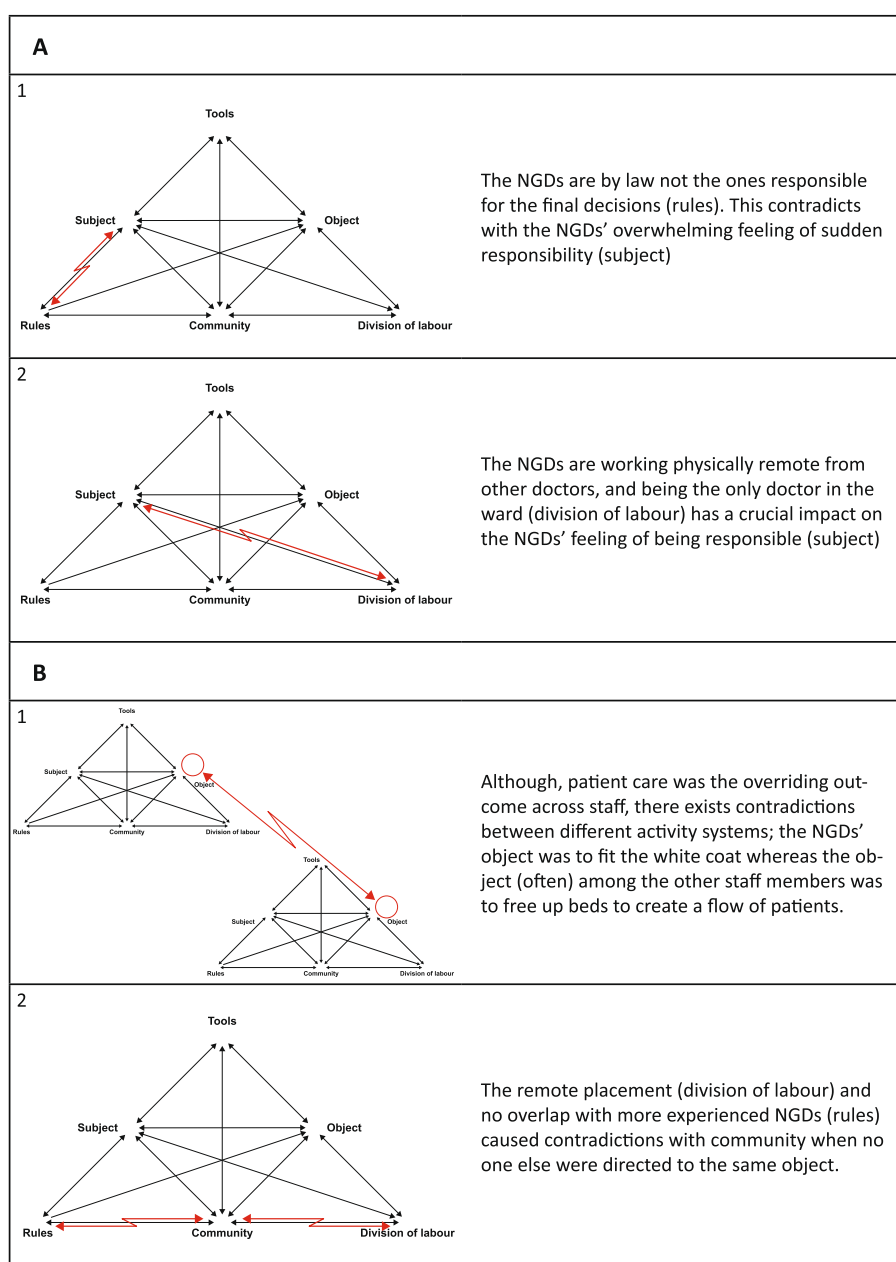 A
1
Tools
Subject
Object
Rules
Community
Division of labour
The NGDs are by law not the ones responsible
for the final decisions (rules). This contradicts
with the NGDs’ overwhelming feeling of sudden
responsibility (subject)
2
Tools
Subject
Object
Rules
Community
Division of labour
The NGDs are working physically remote from
other doctors, and being the only doctor in the
ward (division of labour) has a crucial impact on
the NGDs’ feeling of being responsible (subject)
B
1
Tools
Subject
Object
Rules
Community
Division of labour
Tools
Subject
Object
Rules
Community
Division of labour
Although, patient care was the overriding out-
come across staff, there exists contradictions
between different activity systems; the NGDs’
object was to fit the white coat whereas the ob-
ject (often) among the other staff members was
to free up beds to create a flow of patients.
2
Tools
Subject
Object
Rules
Community
Division of labour
The remote placement (division of labour) and
no overlap with more experienced NGDs (rules)
caused contradictions with community when no
one else were directed to the same object.